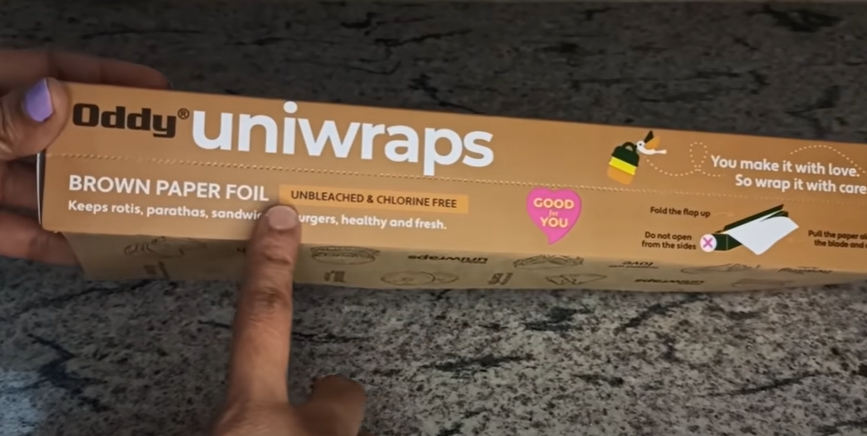 Oddy® uniwraps
BROWN PAPER FOIL
UNBLEACHED & CHLORINE FREE
Keeps rotis, parathas, urgers, healthy and fresh.
GOOD
for
YOU
You make it with love.
So wrap it with care
Fold the flap up
Do not open
from the sides
Pull the paper
the blade and
uniwraps